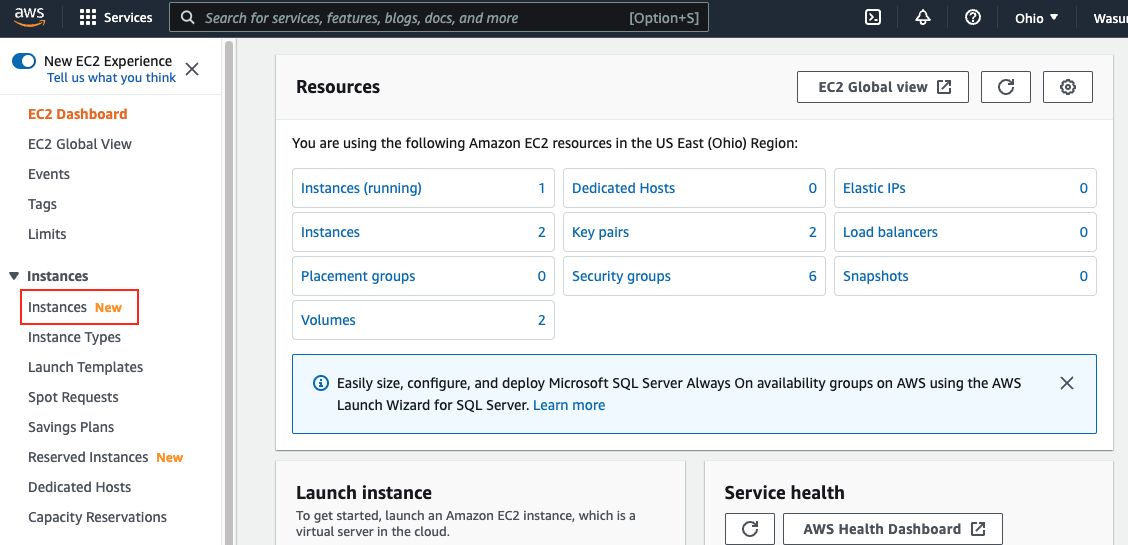 aws
Services
Search for services, features, blogs, docs, and more
[Option+S]
Ohio
Wasur
New EC2 Experience
Tell us what you think
EC2 Dashboard
EC2 Global View
Events
Tags
Limits
Instances
Instances New
Instance Types
Launch Templates
Spot Requests
Savings Plans
Reserved Instances New
Dedicated Hosts
Capacity Reservations
Resources
EC2 Global view
You are using the following Amazon EC2 resources in the US East (Ohio) Region:
Instances (running) 1
Dedicated Hosts 0
Elastic IPs 0
Instances 2
Key pairs 2
Load balancers 0
Placement groups 0
Security groups 6
Snapshots 0
Volumes 2
Easily size, configure, and deploy Microsoft SQL Server Always On availability groups on AWS using the AWS
Launch Wizard for SQL Server. Learn more
Launch instance
To get started, launch an Amazon EC2 instance, which is a
virtual server in the cloud.
Service health
AWS Health Dashboard